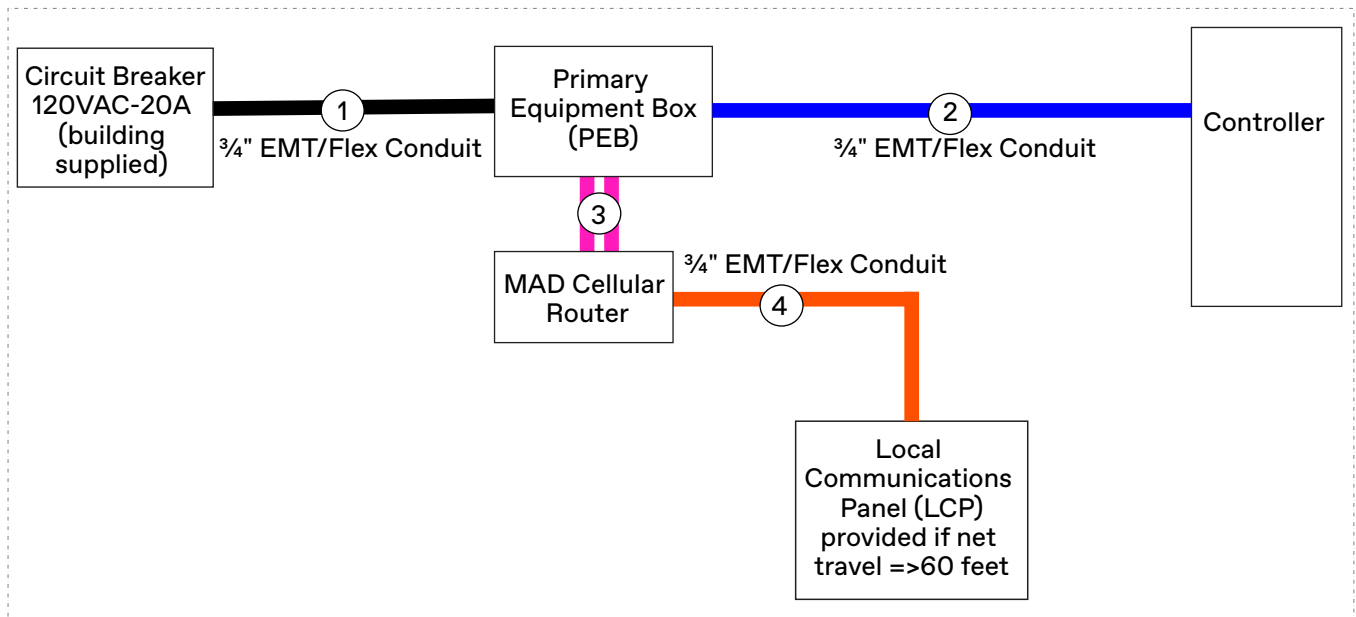 Circuit Breaker
120VAC-20A
(building
supplied)
1
¾" EMT/Flex Conduit
Primary
Equipment Box
(PEB)
2
¾" EMT/Flex Conduit
Controller
3
MAD Cellular
Router
¾" EMT/Flex Conduit
4
Local
Communications
Panel (LCP)
provided if net
travel =>60 feet